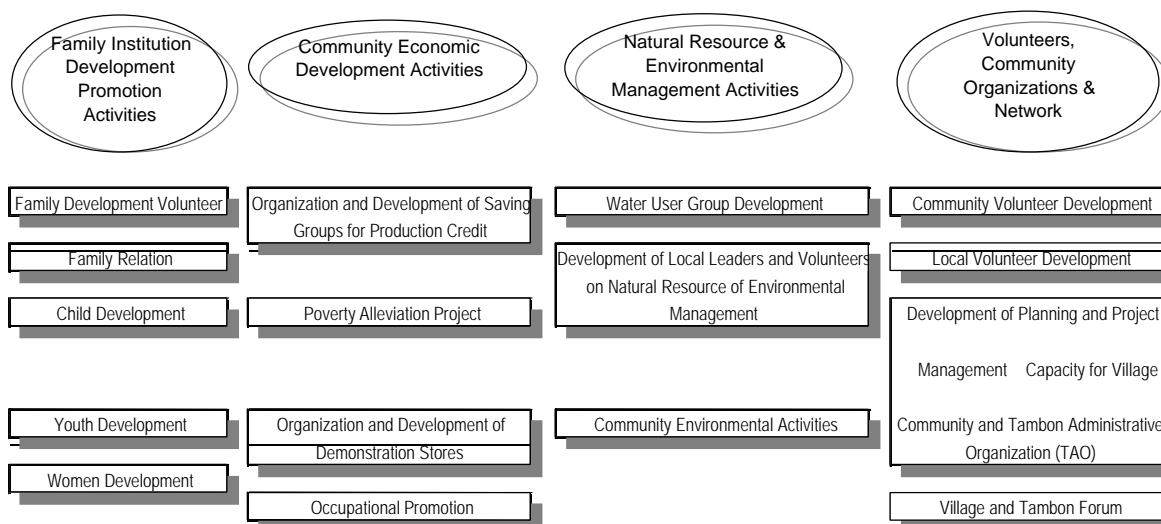 Family Institution
Development
Promotion
Activities
Community Economic
Development Activities
Natural Resource &
Environmental
Management Activities
Volunteers,
Community
Organizations &
Network
Family Development Volunteer
Family Relation
Child Development
Youth Development
Women Development
Organization and Development of Saving
Groups for Production Credit
Poverty Alleviation Project
Organization and Development of
Demonstration Stores
Occupational Promotion
Water User Group Development
Development of Local Leaders and Volunteers
on Natural Resource of Environmental
Management
Community Environmental Activities
Community Volunteer Development
Local Volunteer Development
Development of Planning and Project
Management Capacity for Village
Community and Tambon Administrative
Organization (TAO)
Village and Tambon Forum